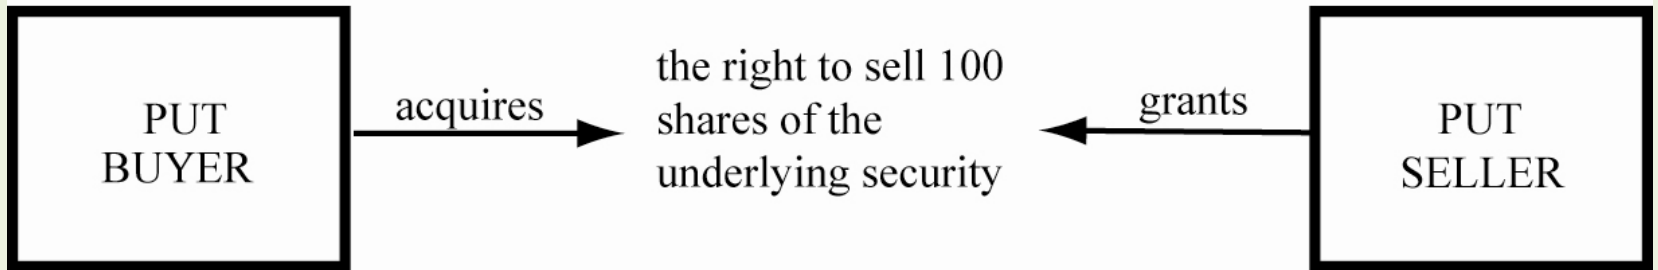 PUT
BUYER
acquires
the right to sell 100
shares of the
underlying security
grants
PUT
SELLER